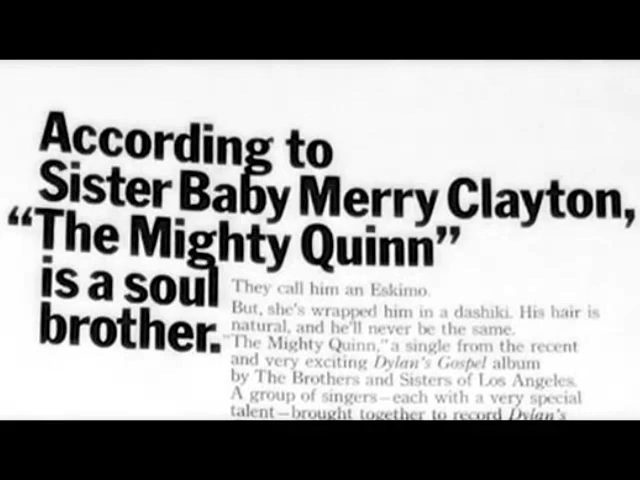 According to
Sister Baby Merry Clayton,
“The Mighty Quinn”
is a soul
brother.
They call him an Eskimo.
But, she's wrapped him in a dashiki. His hair is
natural, and he'll never be the same.
"The Mighty Quinn," a single from the recent
and very exciting Dylan's Gospel album
by The Brothers and Sisters of Los Angeles.
A group of singers—each with a very special
talent—brought together to record Dylan's